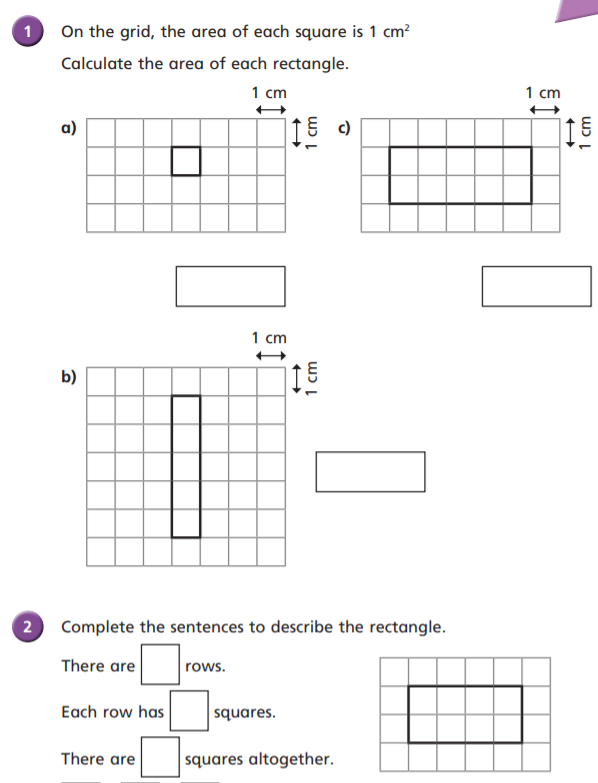 1 On the grid, the area of each square is 1 cm²
Calculate the area of each rectangle.
1 cm
a)
1 cm
1 cm
c)
1 cm
1 cm
b)
1 cm
2 Complete the sentences to describe the rectangle.
There are rows.
Each row has squares.
There are squares altogether.